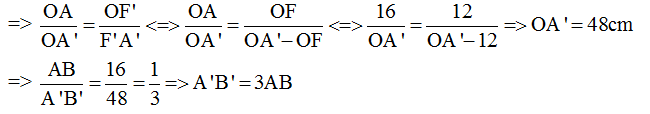 => OA/OA' = OF'/F'A' <=> OA/OA' = OF/OA'−OF <=> 16/OA' = 12/OA'−12 => OA' = 48cm
=> AB/A'B' = 16/48 = 1/3 => A'B' = 3AB